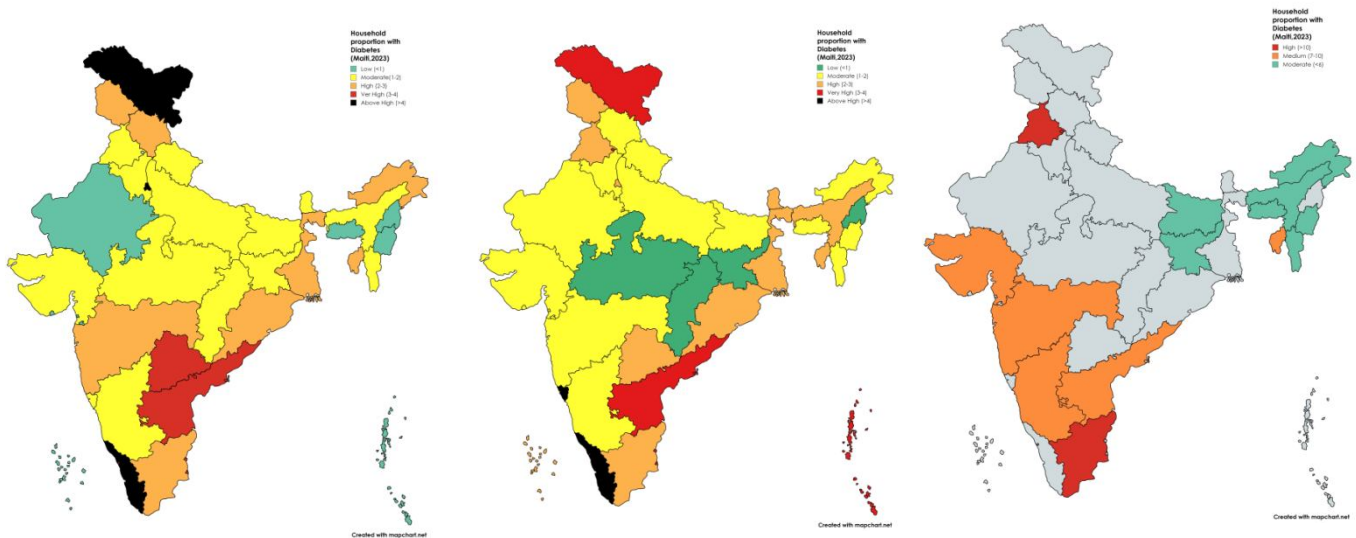 Household
proportion with
Diabetes
(Maiti,2023)
Low (<1)
Moderate(1-2)
High (2-3)
Ver High (3-4)
Above High (>4)
Created with mapchart.net
Household
proportion with
Diabetes
(Maiti,2023)
Low (<1)
Moderate (1-2)
High (2-3)
Very High (3-4)
Above High (>4)
Created with mapchart.net
Household
proportion with
Diabetes
(Maiti,2023)
High (>10)
Medium (7-10)
Moderate (<6)
Created with mapchart.net